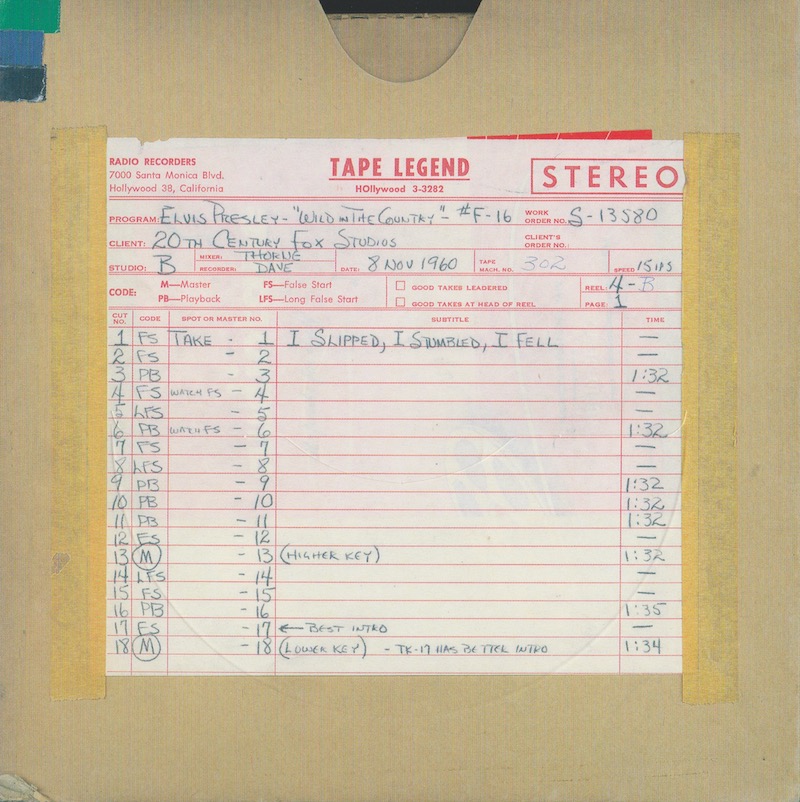 RADIO RECORDERS
7000 Santa Monica Blvd.
Hollywood 38, California
TAPE LEGEND
HOllywood 3-3282
STEREO
PROGRAM: ELVIS PRESLEY - "WILD IN THE COUNTRY" - #F-16 WORK ORDER NO. S-13580
CLIENT: 20TH CENTURY FOX STUDIOS CLIENT'S ORDER NO.:
STUDIO: B MIXER: THORNE RECORDER: DAVE DATE: 8 NOV 1960 TAPE MACH. NO. 302 SPEED 15 IPS
CODE: M—Master FS—False Start GOOD TAKES LEADERED REEL: 4-B
PB—Playback LFS—Long False Start GOOD TAKES AT HEAD OF REEL PAGE: 1
CUT NO. CODE SPOT OR MASTER NO. SUBTITLE TIME
1 FS TAKE - 1 I SLIPPED, I STUMBLED, I FELL —
2 FS - 2 —
3 PB - 3 1:32
4 FS WATCH FS - 4 —
5 LFS - 5 —
6 PB WATCH FS - 6 1:32
7 FS - 7 —
8 LFS - 8 —
9 PB - 9 1:32
10 PB - 10 1:32
11 PB - 11 1:32
12 FS - 12 —
13 M - 13 (HIGHER KEY) 1:32
14 LFS - 14 —
15 FS - 15 —
16 PB - 16 1:35
17 FS - 17 ← BEST INTRO —
18 M - 18 (LOWER KEY) - TK-17 HAS BETTER INTRO 1:34